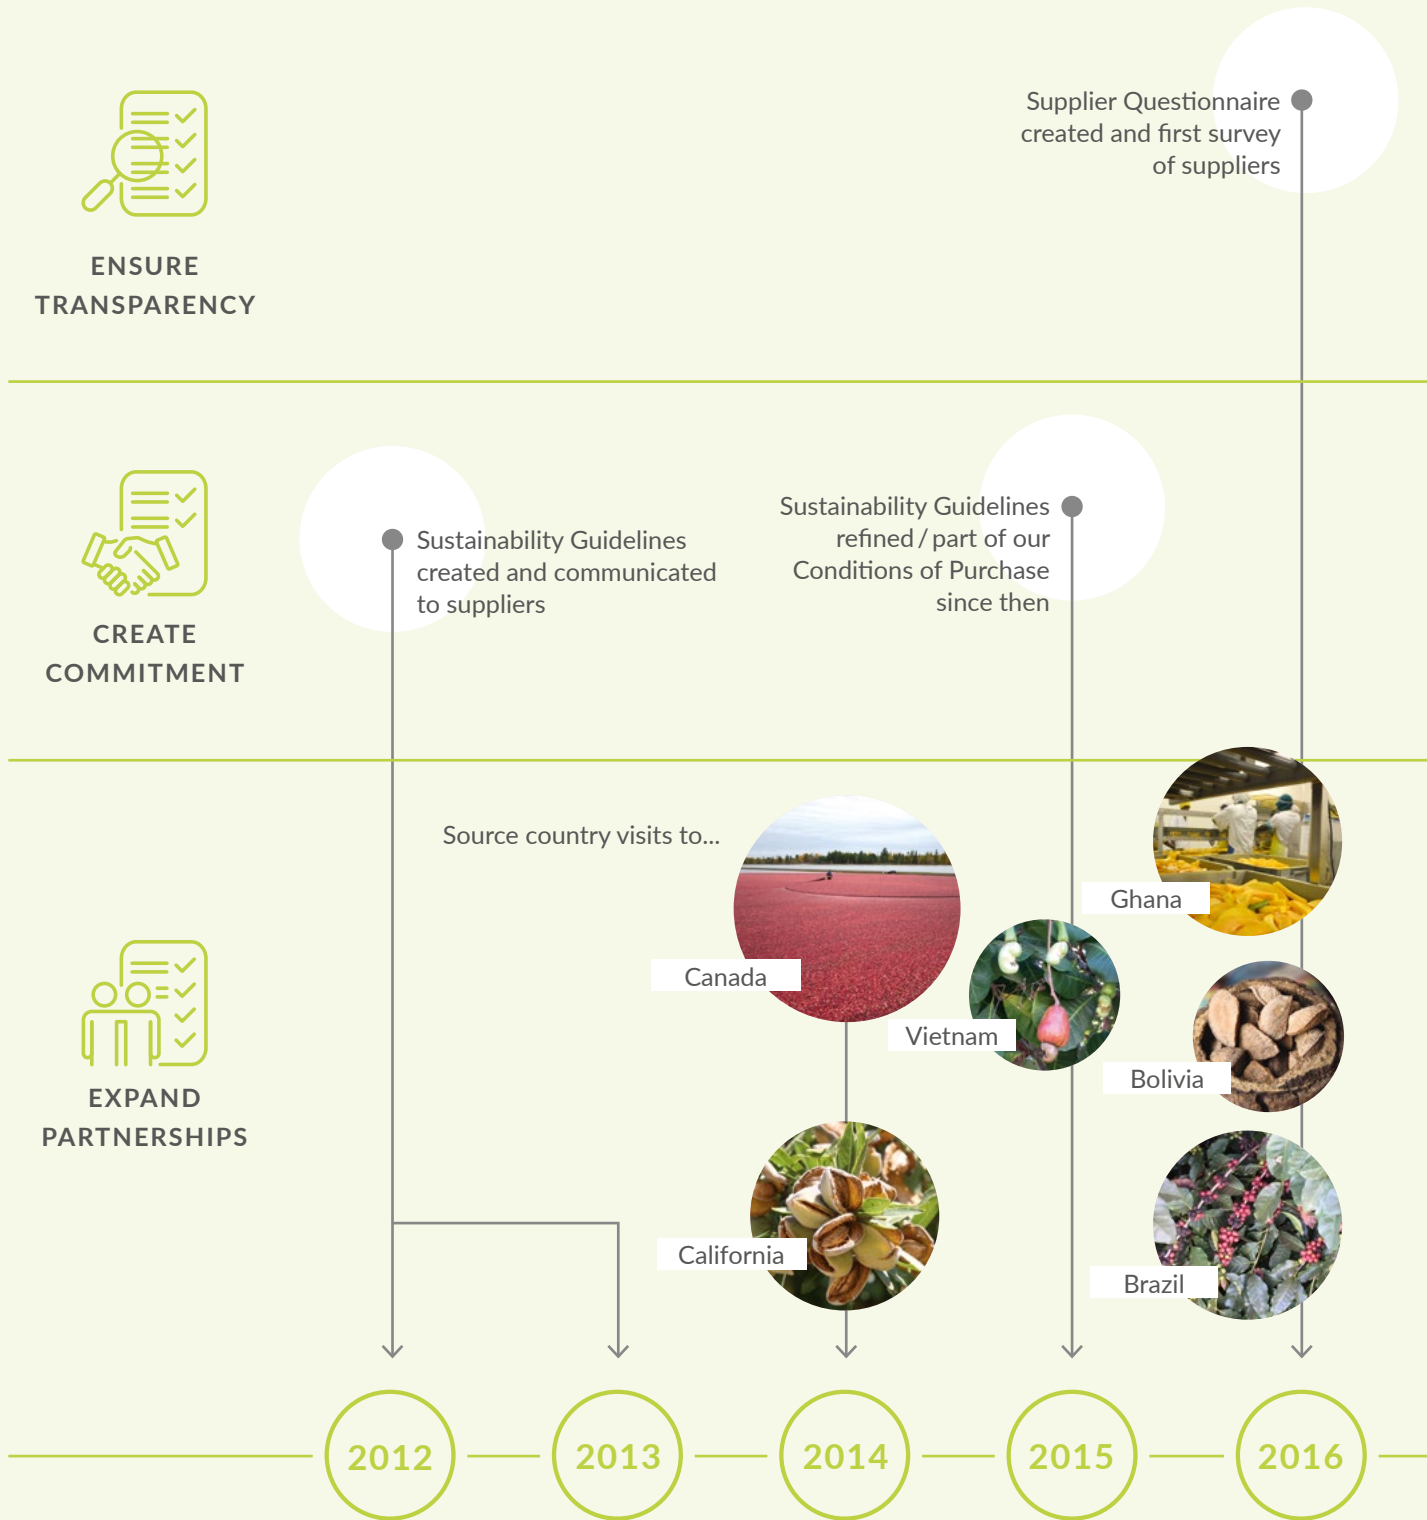 Supplier Questionnaire
created and first survey
of suppliers
ENSURE
TRANSPARENCY
Sustainability Guidelines
created and communicated
to suppliers
Sustainability Guidelines
refined / part of our
Conditions of Purchase
since then
CREATE
COMMITMENT
Source country visits to...
Canada
Vietnam
Ghana
Bolivia
California
Brazil
EXPAND
PARTNERSHIPS
2012
2013
2014
2015
2016